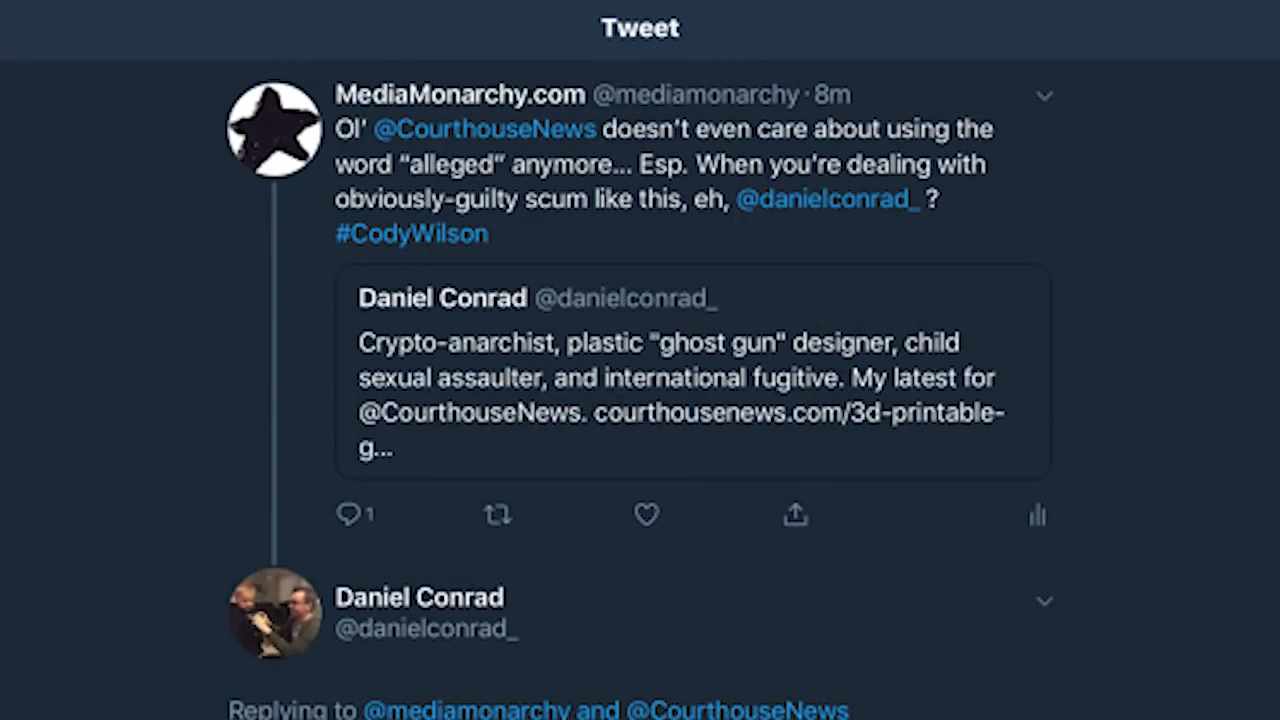 Tweet
MediaMonarchy.com @mediamonarchy · 8m
Ol' @CourthouseNews doesn't even care about using the
word "alleged" anymore... Esp. When you're dealing with
obviously-guilty scum like this, eh, @danielconrad_ ?
#CodyWilson
Daniel Conrad @danielconrad_
Crypto-anarchist, plastic "ghost gun" designer, child
sexual assaulter, and international fugitive. My latest for
@CourthouseNews. courthousenews.com/3d-printable-
g...
1
Daniel Conrad
@danielconrad_
Replying to @mediamonarchy and @CourthouseNews